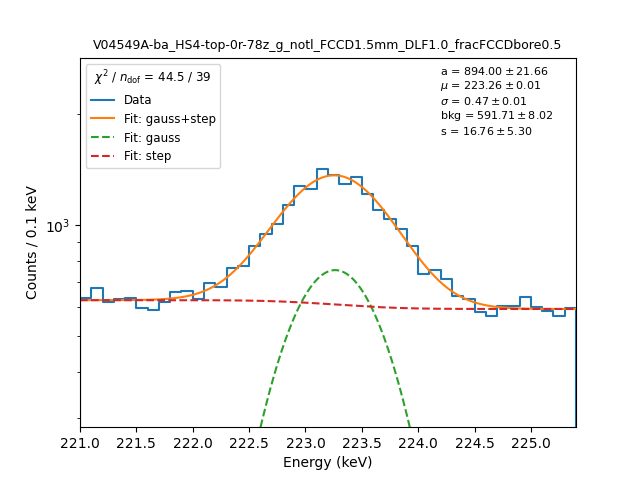 V04549A-ba_HS4-top-0r-78z_g_notl_FCCD1.5mm_DLF1.0_fracFCCDbore0.5
χ² / n_dof = 44.5 / 39
Data
Fit: gauss+step
Fit: gauss
Fit: step
a = 894.00 ± 21.66
μ = 223.26 ± 0.01
σ = 0.47 ± 0.01
bkg = 591.71 ± 8.02
s = 16.76 ± 5.30
Counts / 0.1 keV
10³
221.0 221.5 222.0 222.5 223.0 223.5 224.0 224.5 225.0
Energy (keV)